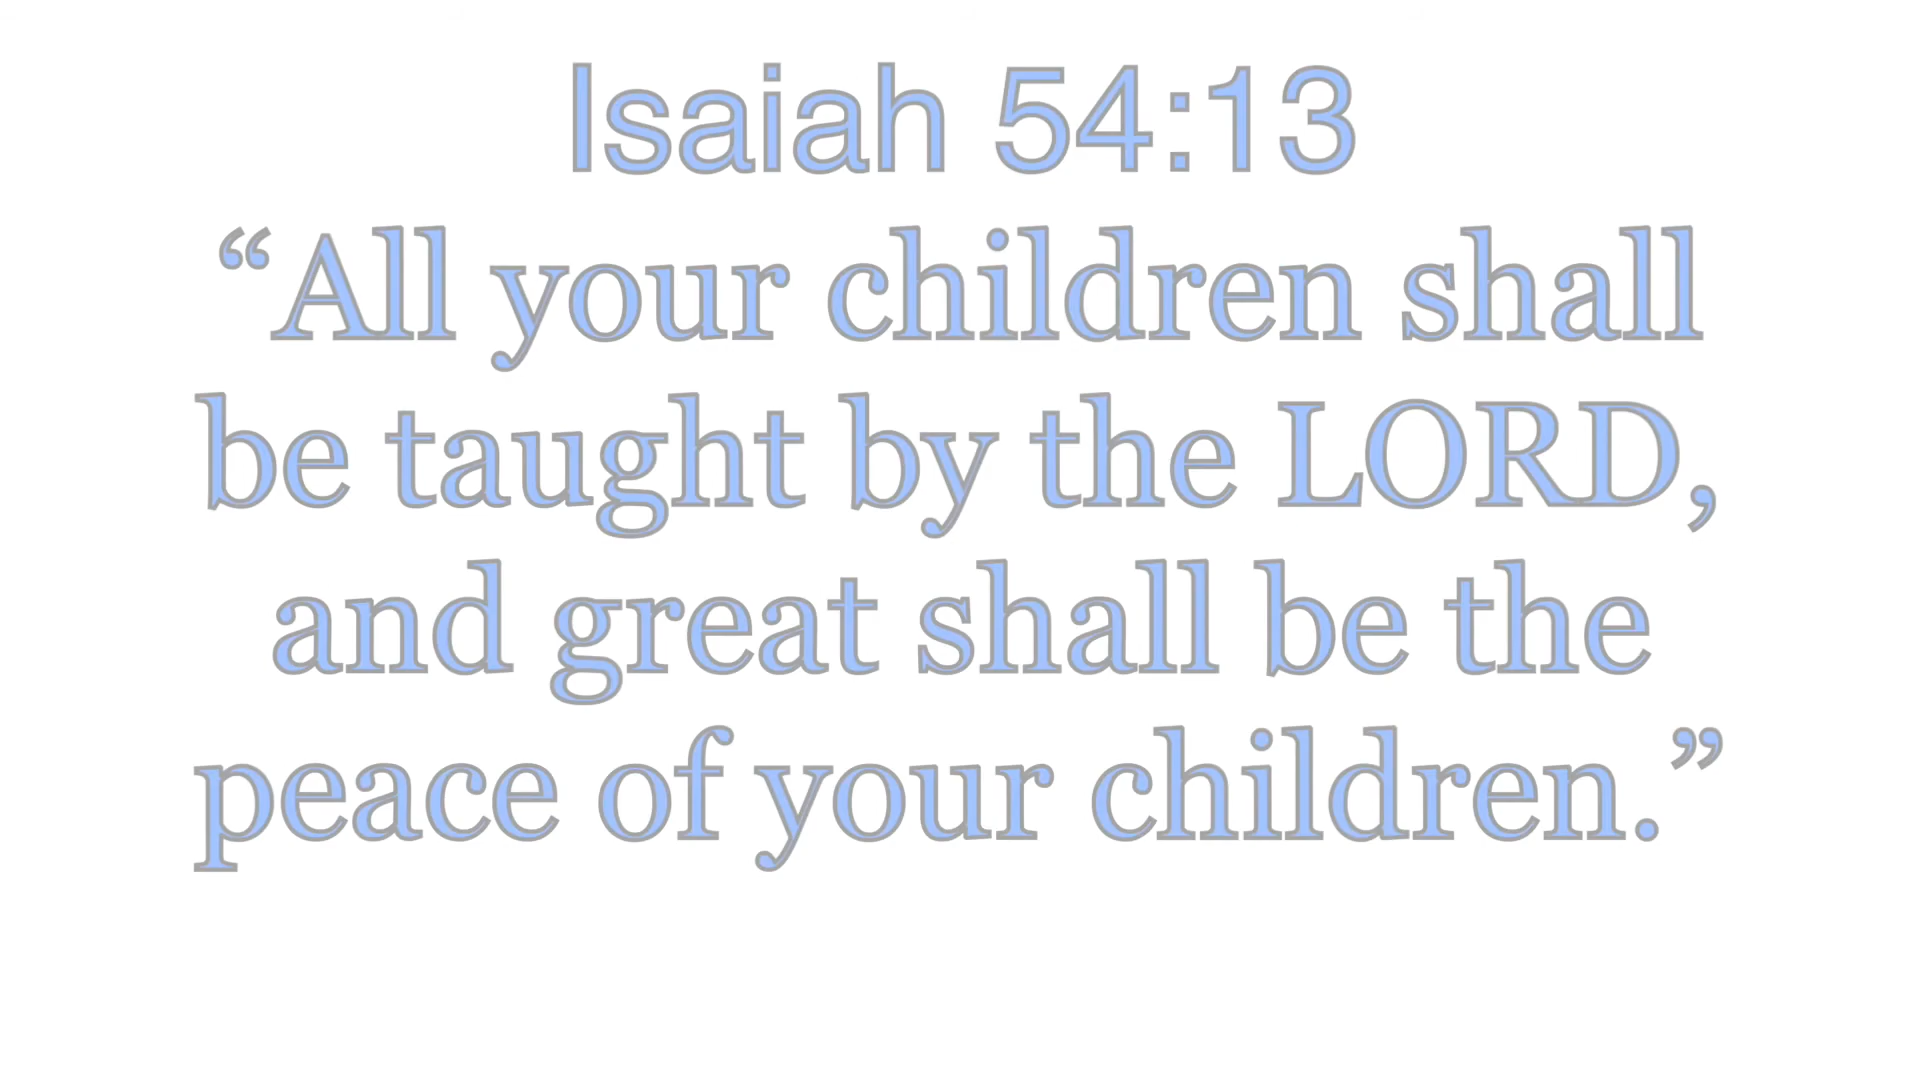 Isaiah 54:13
“All your children shall
be taught by the LORD,
and great shall be the
peace of your children.”